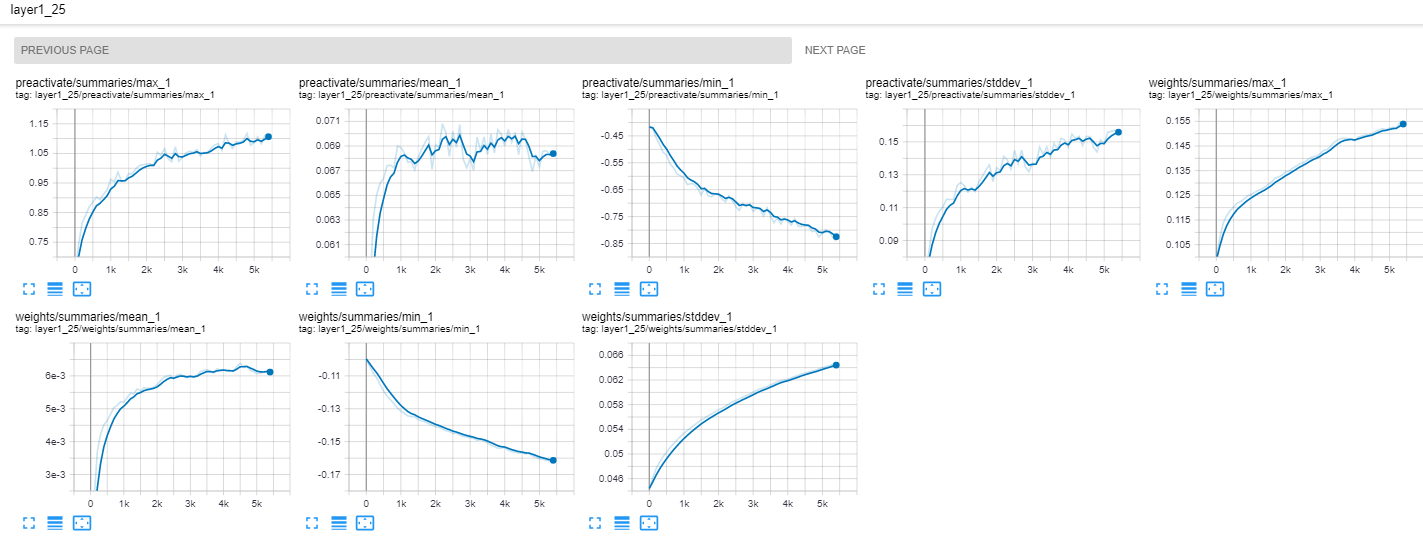 layer1_25
PREVIOUS PAGE
NEXT PAGE
preactivate/summaries/max_1
tag: layer1_25/preactivate/summaries/max_1
1.15
1.05
0.95
0.85
0.75
0 1k 2k 3k 4k 5k
preactivate/summaries/mean_1
tag: layer1_25/preactivate/summaries/mean_1
0.071
0.069
0.067
0.065
0.063
0.061
0 1k 2k 3k 4k 5k
preactivate/summaries/min_1
tag: layer1_25/preactivate/summaries/min_1
-0.45
-0.55
-0.65
-0.75
-0.85
0 1k 2k 3k 4k 5k
preactivate/summaries/stddev_1
tag: layer1_25/preactivate/summaries/stddev_1
0.15
0.13
0.11
0.09
0 1k 2k 3k 4k 5k
weights/summaries/max_1
tag: layer1_25/weights/summaries/max_1
0.155
0.145
0.135
0.125
0.115
0.105
0 1k 2k 3k 4k 5k
weights/summaries/mean_1
tag: layer1_25/weights/summaries/mean_1
6e-3
5e-3
4e-3
3e-3
0 1k 2k 3k 4k 5k
weights/summaries/min_1
tag: layer1_25/weights/summaries/min_1
-0.11
-0.13
-0.15
-0.17
0 1k 2k 3k 4k 5k
weights/summaries/stddev_1
tag: layer1_25/weights/summaries/stddev_1
0.066
0.062
0.058
0.054
0.05
0.046
0 1k 2k 3k 4k 5k